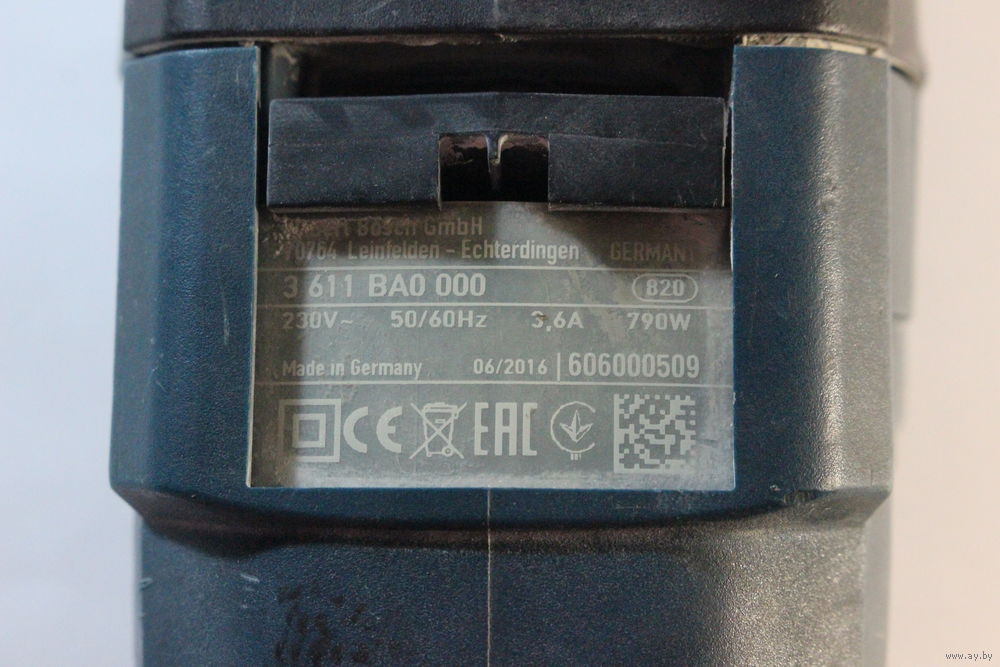 Bosch GmbH
70764 Leinfelden - Echterdingen GERMANY
3 611 BA0 000 820
230V~ 50/60Hz 3,6A 790W
Made in Germany 06/2016 | 606000509
CE EAC
www.ay.by